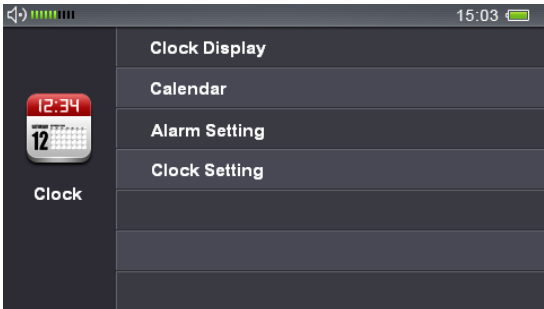 15:03
Clock Display
Calendar
12:34
12
Alarm Setting
Clock Setting
Clock